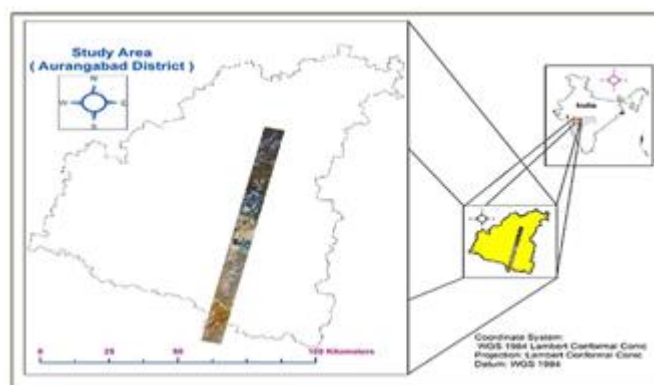 Study Area
( Aurangabad District )
N
W E
S
India
0 25 50 100 Kilometers
Coordinate System:
WGS 1984 Lambert Conformal Conic
Projection: Lambert Conformal Conic
Datum: WGS 1984